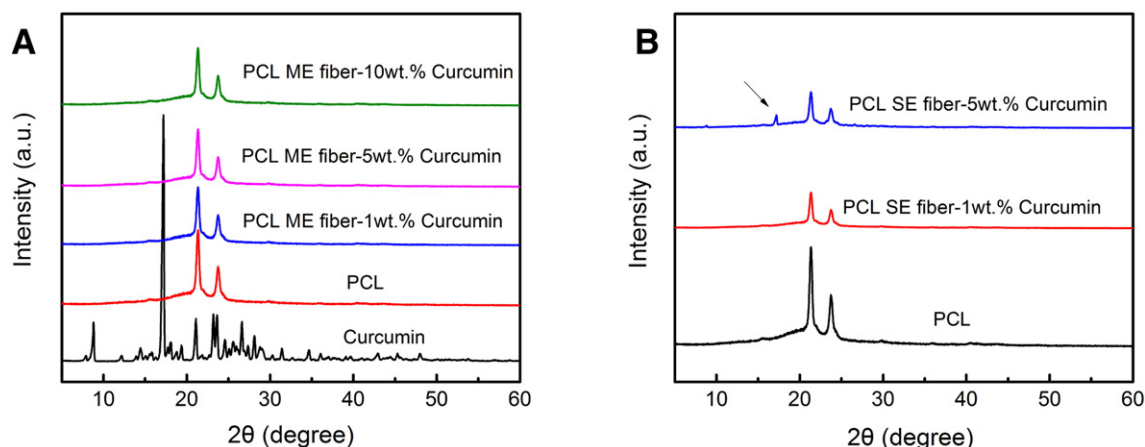 A
Intensity (a.u.)
PCL ME fiber-10wt.% Curcumin
PCL ME fiber-5wt.% Curcumin
PCL ME fiber-1wt.% Curcumin
PCL
Curcumin
10 20 30 40 50 60
2θ (degree)
B
Intensity (a.u.)
PCL SE fiber-5wt.% Curcumin
PCL SE fiber-1wt.% Curcumin
PCL
10 20 30 40 50 60
2θ (degree)